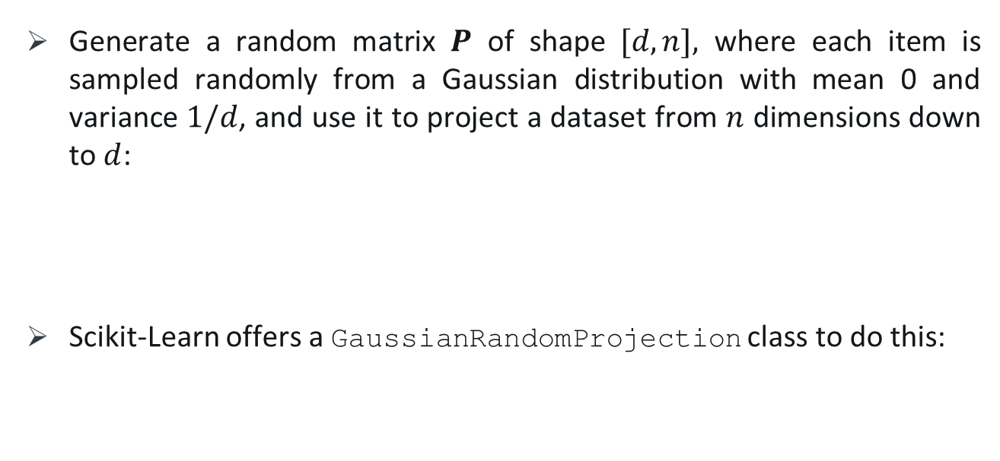 ➢ Generate a random matrix P of shape [d, n], where each item is
sampled randomly from a Gaussian distribution with mean 0 and
variance 1/d, and use it to project a dataset from n dimensions down
to d:
➢ Scikit-Learn offers a GaussianRandomProjection class to do this: